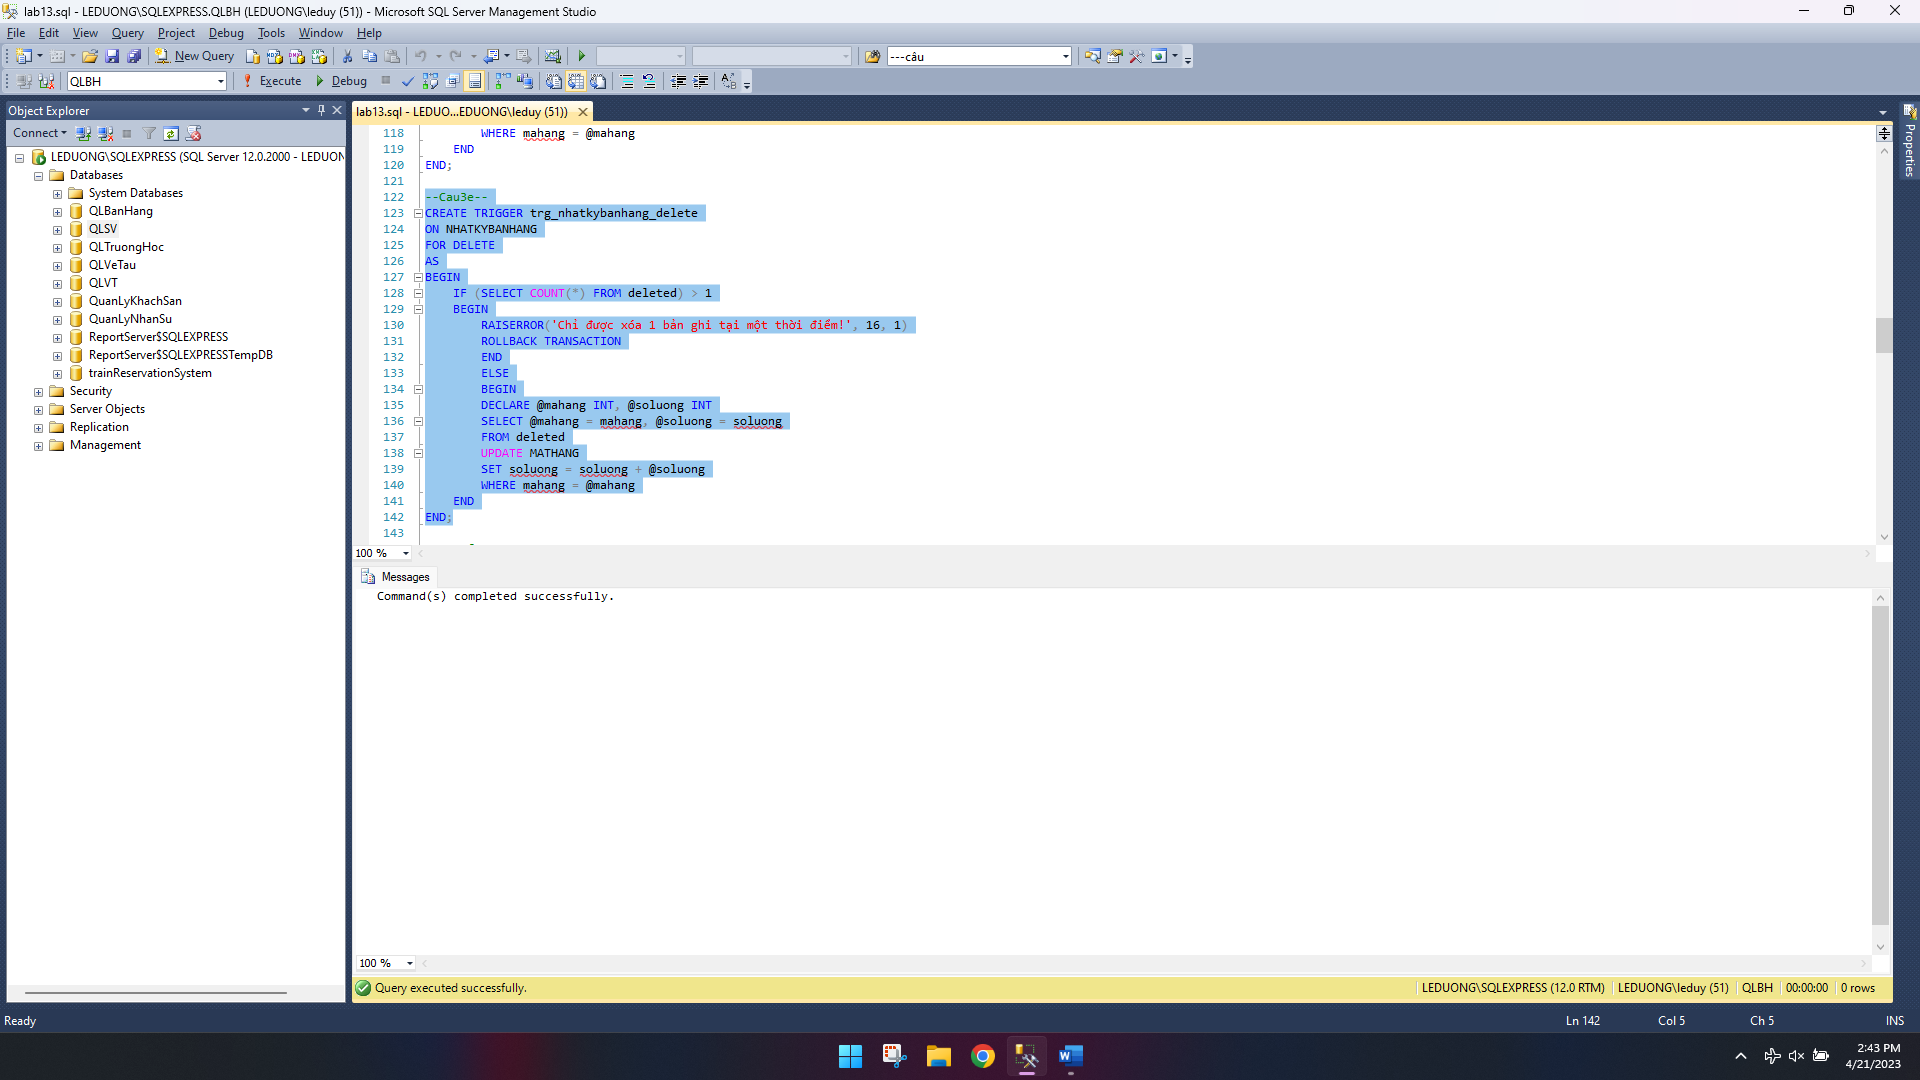 lab13.sql - LEDUONG\SQLEXPRESS.QLBH (LEDUONG\leduy (51)) - Microsoft SQL Server Management Studio
File Edit View Query Project Debug Tools Window Help
New Query
---câu
QLBH
Execute
Debug
Object Explorer
Connect
LEDUONG\SQLEXPRESS (SQL Server 12.0.2000 - LEDUON
Databases
System Databases
QLBanHang
QLSV
QLTruongHoc
QLVeTau
QLVT
QuanLyKhachSan
QuanLyNhanSu
ReportServer$SQLEXPRESS
ReportServer$SQLEXPRESSTempDB
trainReservationSystem
Security
Server Objects
Replication
Management
lab13.sql - LEDUO...EDUONG\leduy (51))
118 WHERE mahang = @mahang
119 END
120 END;
121
122 --Cau3e--
123 CREATE TRIGGER trg_nhatkybanhang_delete
124 ON NHATKYBANHANG
125 FOR DELETE
126 AS
127 BEGIN
128 IF (SELECT COUNT(*) FROM deleted) > 1
129 BEGIN
130 RAISERROR('Chỉ được xóa 1 bản ghi tại một thời điểm!', 16, 1)
131 ROLLBACK TRANSACTION
132 END
133 ELSE
134 BEGIN
135 DECLARE @mahang INT, @soluong INT
136 SELECT @mahang = mahang, @soluong = soluong
137 FROM deleted
138 UPDATE MATHANG
139 SET soluong = soluong + @soluong
140 WHERE mahang = @mahang
141 END
142 END;
143
100 %
Messages
Command(s) completed successfully.
100 %
Query executed successfully.
LEDUONG\SQLEXPRESS (12.0 RTM) LEDUONG\leduy (51) QLBH 00:00:00 0 rows
Properties
Ready
Ln 142 Col 5 Ch 5 INS
2:43 PM
4/21/2023